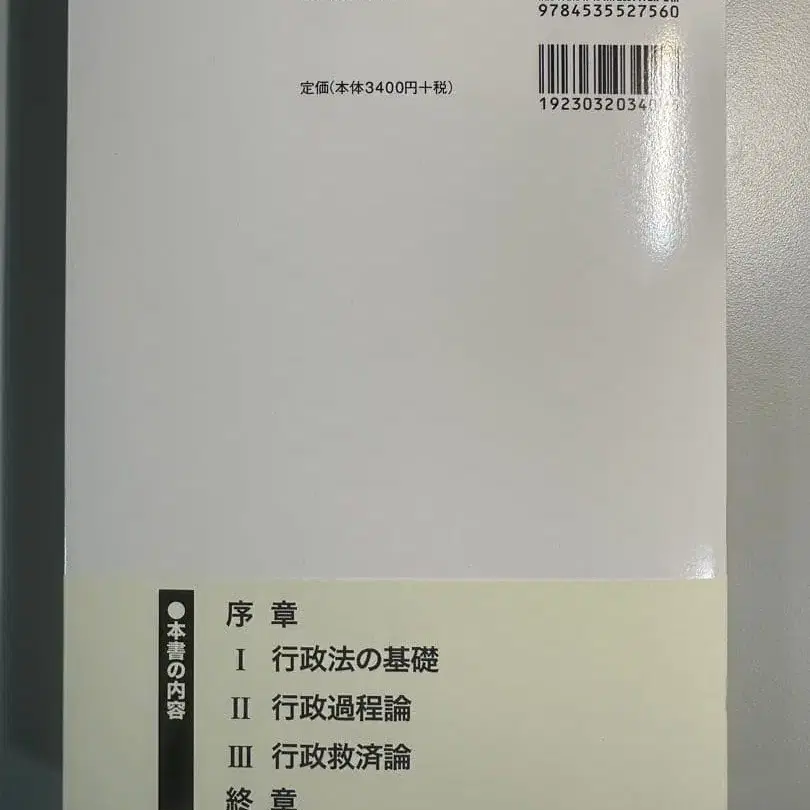 9784535527560
定価(本体3400円+税)
●本書の内容
序 章
Ⅰ 行政法の基礎
Ⅱ 行政過程論
Ⅲ 行政救済論
終 章